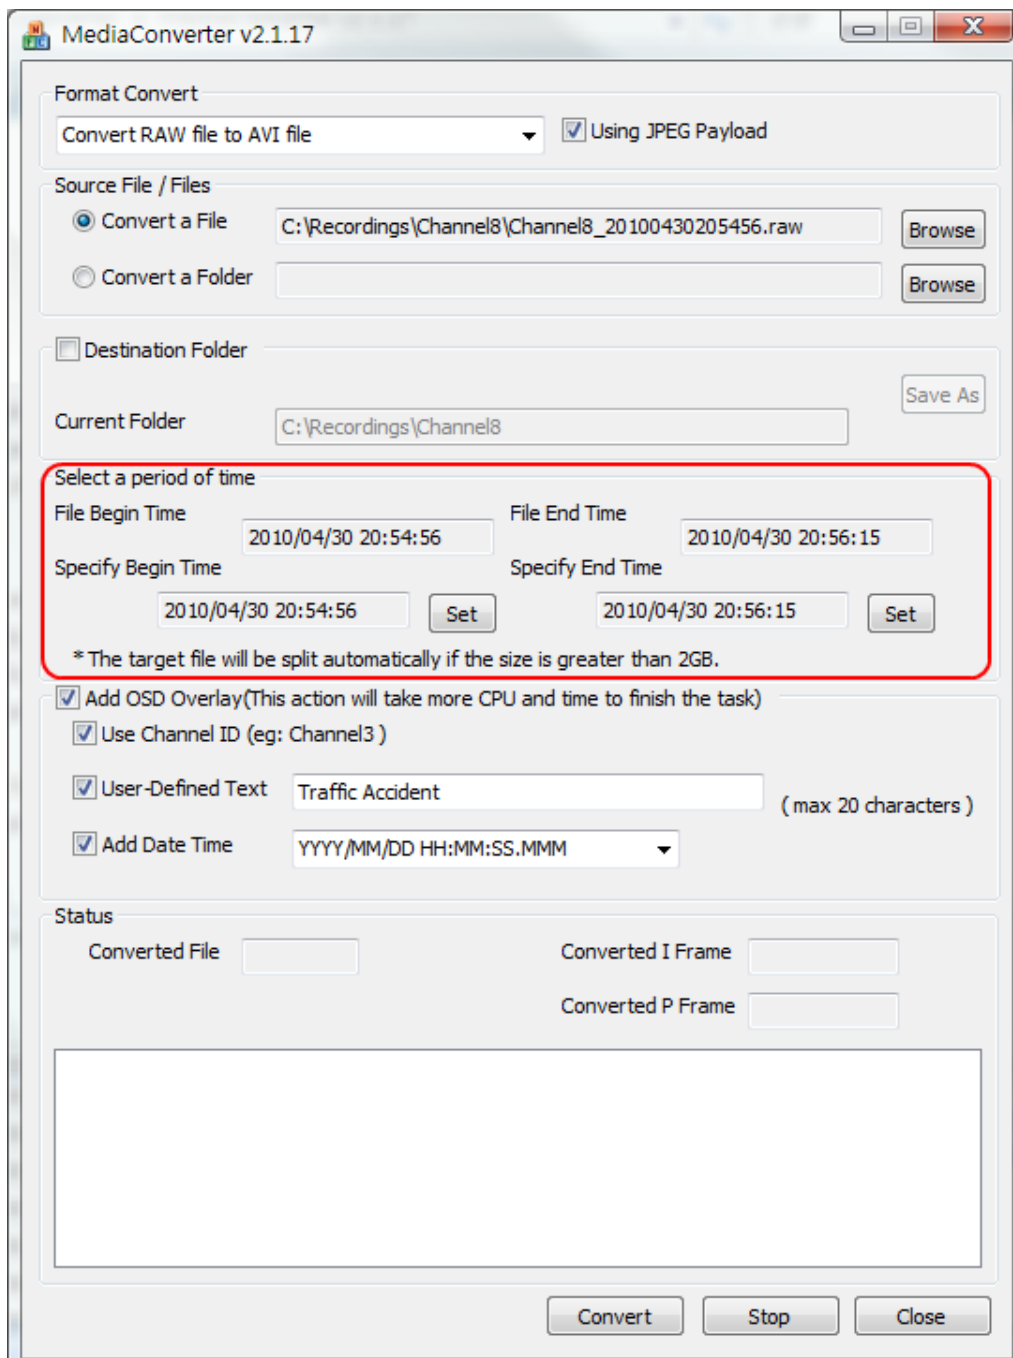 MediaConverter v2.1.17
Format Convert
Convert RAW file to AVI file
Using JPEG Payload
Source File / Files
Convert a File C:\Recordings\Channel8\Channel8_20100430205456.raw Browse
Convert a Folder Browse
Destination Folder
Save As
Current Folder C:\Recordings\Channel8
Select a period of time
File Begin Time File End Time
2010/04/30 20:54:56 2010/04/30 20:56:15
Specify Begin Time Specify End Time
2010/04/30 20:54:56 Set 2010/04/30 20:56:15 Set
* The target file will be split automatically if the size is greater than 2GB.
Add OSD Overlay(This action will take more CPU and time to finish the task)
Use Channel ID (eg: Channel3 )
User-Defined Text Traffic Accident ( max 20 characters )
Add Date Time YYYY/MM/DD HH:MM:SS.MMM
Status
Converted File Converted I Frame
Converted P Frame
Convert Stop Close